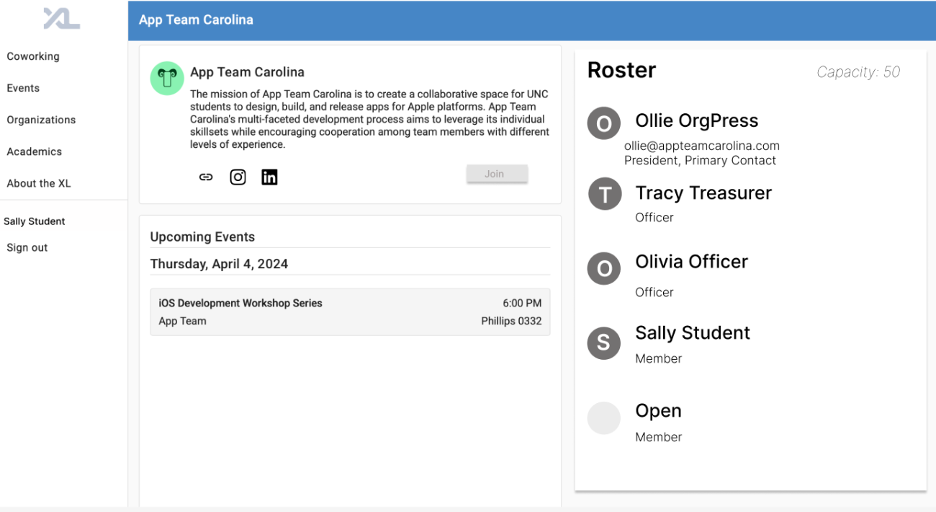 XL
Coworking
Events
Organizations
Academics
About the XL
Sally Student
Sign out
App Team Carolina
App Team Carolina
The mission of App Team Carolina is to create a collaborative space for UNC
students to design, build, and release apps for Apple platforms. App Team
Carolina's multi-faceted development process aims to leverage its individual
skillsets while encouraging cooperation among team members with different
levels of experience.
in
Join
Upcoming Events
Thursday, April 4, 2024
iOS Development Workshop Series 6:00 PM
App Team Phillips 0332
Roster Capacity: 50
O Ollie OrgPress
ollie@appteamcarolina.com
President, Primary Contact
T Tracy Treasurer
Officer
O Olivia Officer
Officer
S Sally Student
Member
Open
Member